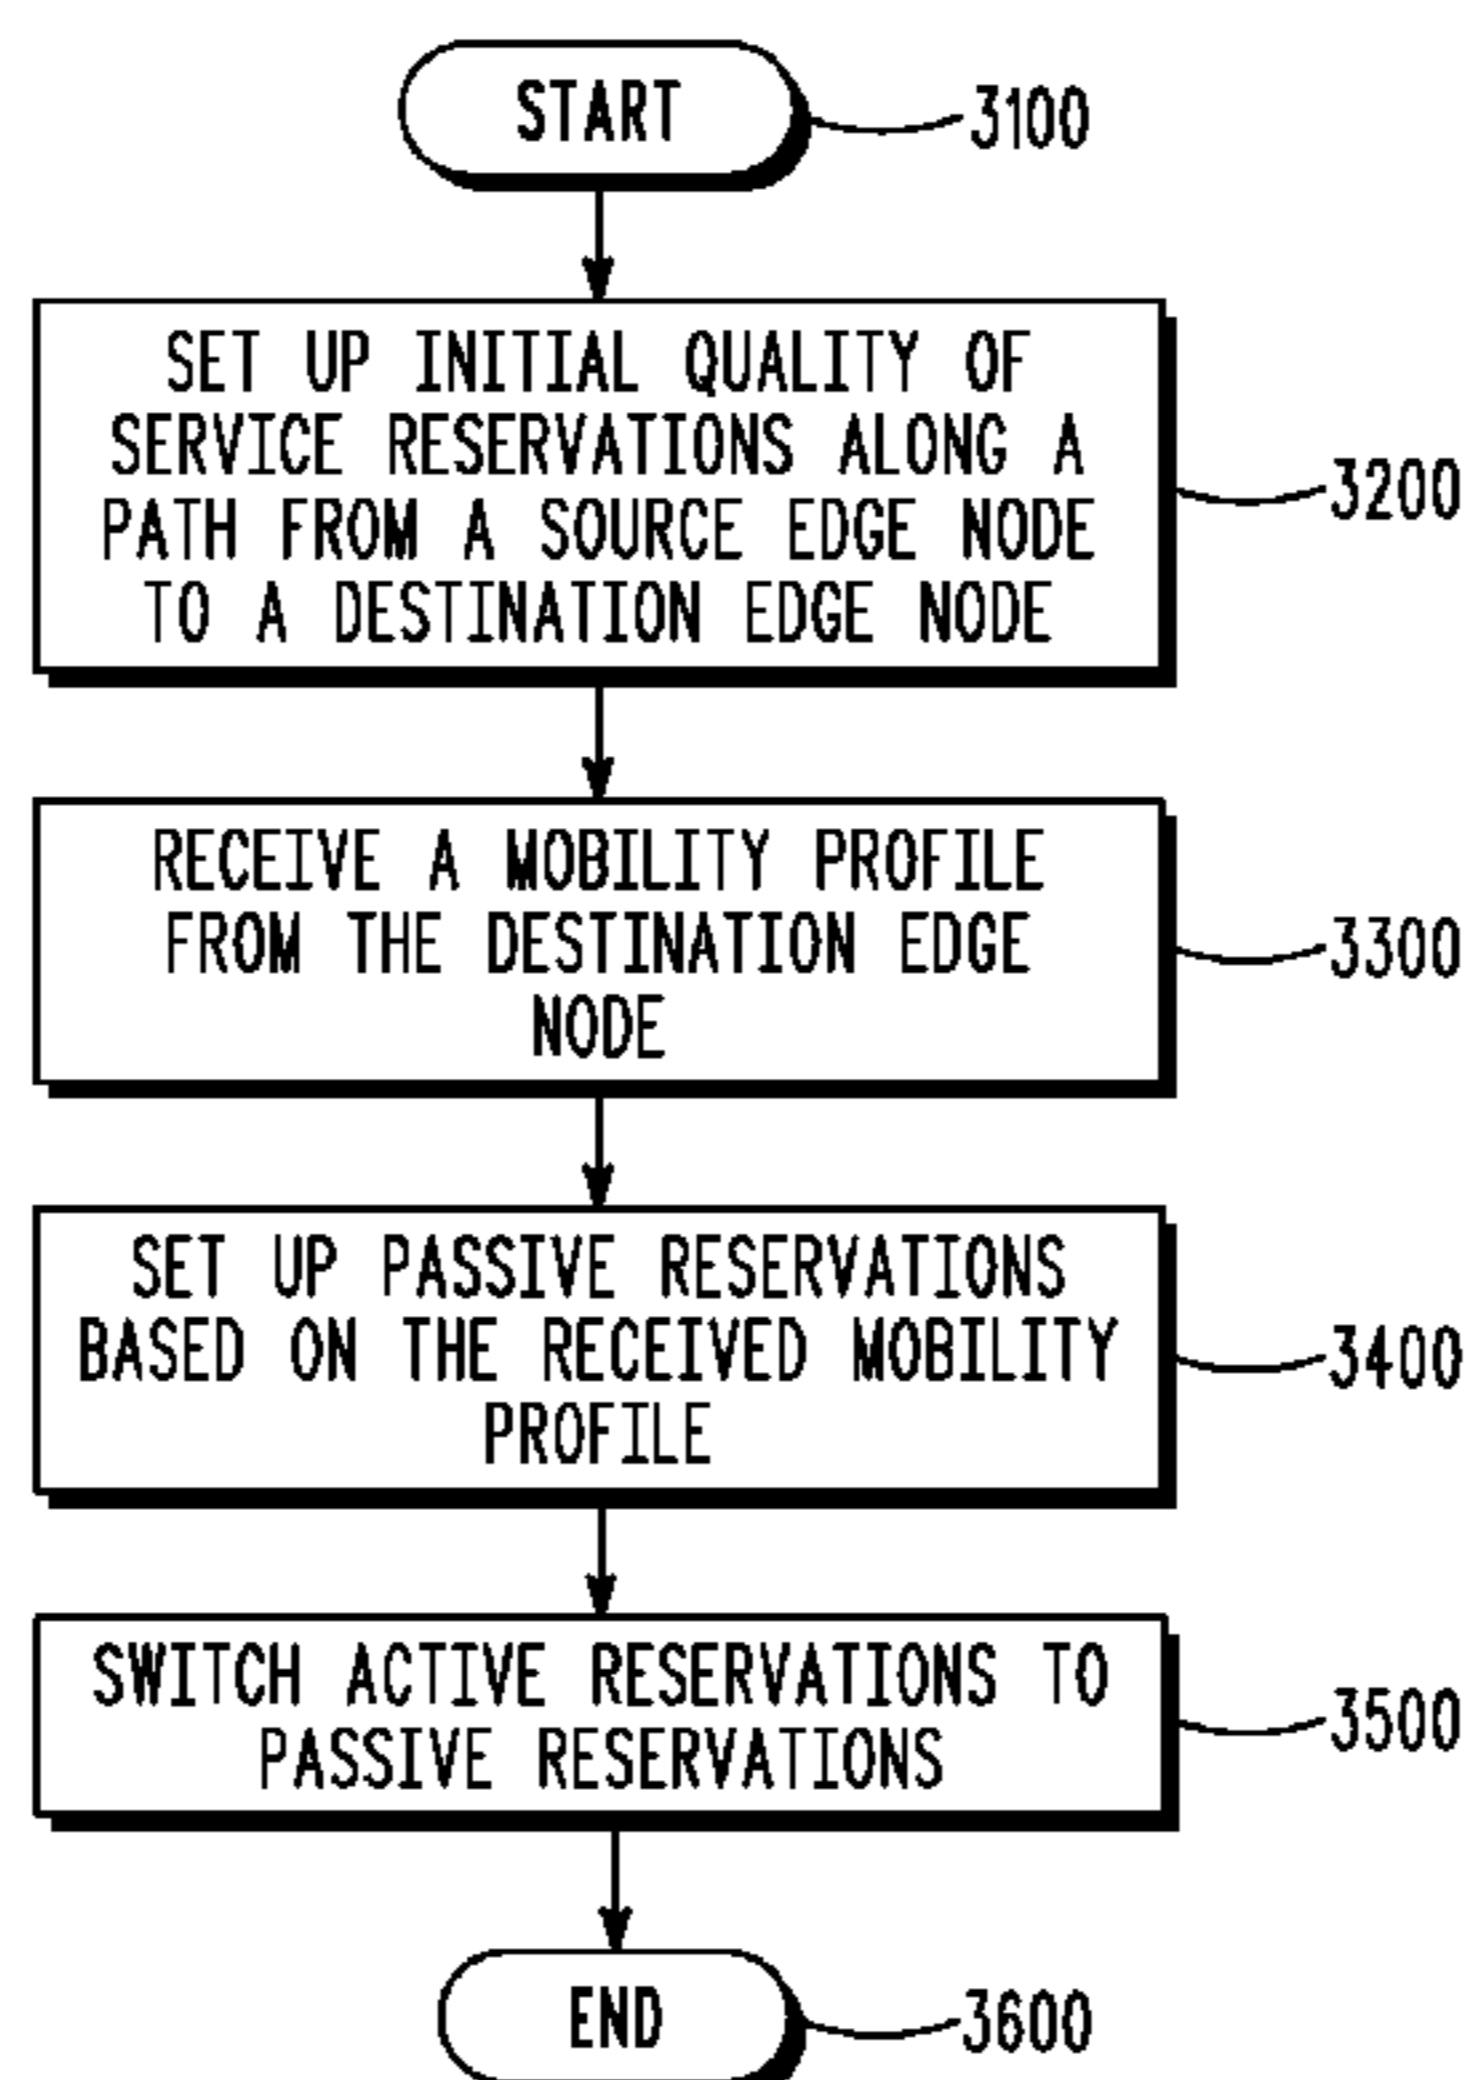 START
3100
SET UP INITIAL QUALITY OF
SERVICE RESERVATIONS ALONG A
PATH FROM A SOURCE EDGE NODE
TO A DESTINATION EDGE NODE
3200
RECEIVE A MOBILITY PROFILE
FROM THE DESTINATION EDGE
NODE
3300
SET UP PASSIVE RESERVATIONS
BASED ON THE RECEIVED MOBILITY
PROFILE
3400
SWITCH ACTIVE RESERVATIONS TO
PASSIVE RESERVATIONS
3500
END
3600